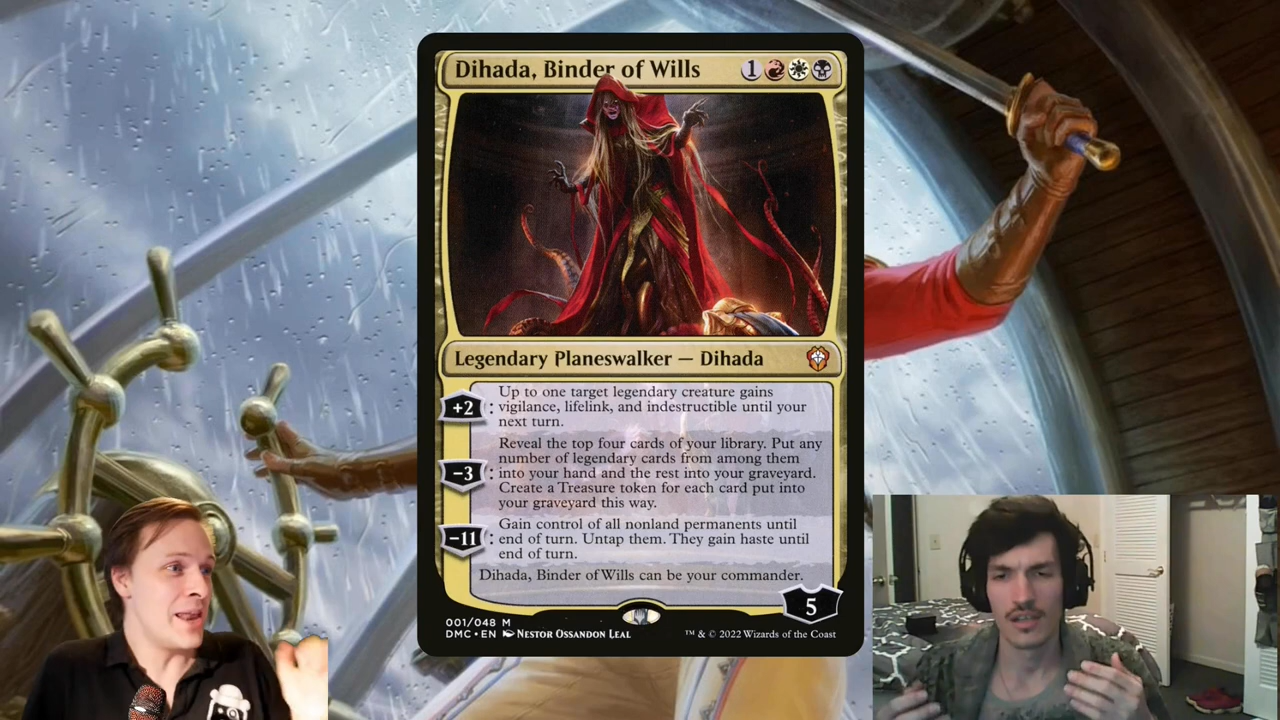 Dihada, Binder of Wills 1
Legendary Planeswalker — Dihada
Up to one target legendary creature gains
+2 : vigilance, lifelink, and indestructible until your
next turn.
Reveal the top four cards of your library. Put any
number of legendary cards from among them
−3 : into your hand and the rest into your graveyard.
Create a Treasure token for each card put into
your graveyard this way.
Gain control of all nonland permanents until
−11 : end of turn. Untap them. They gain haste until
end of turn.
Dihada, Binder of Wills can be your commander.
5
001/048 M
DMC • EN Nestor Ossandon Leal ™ & © 2022 Wizards of the Coast